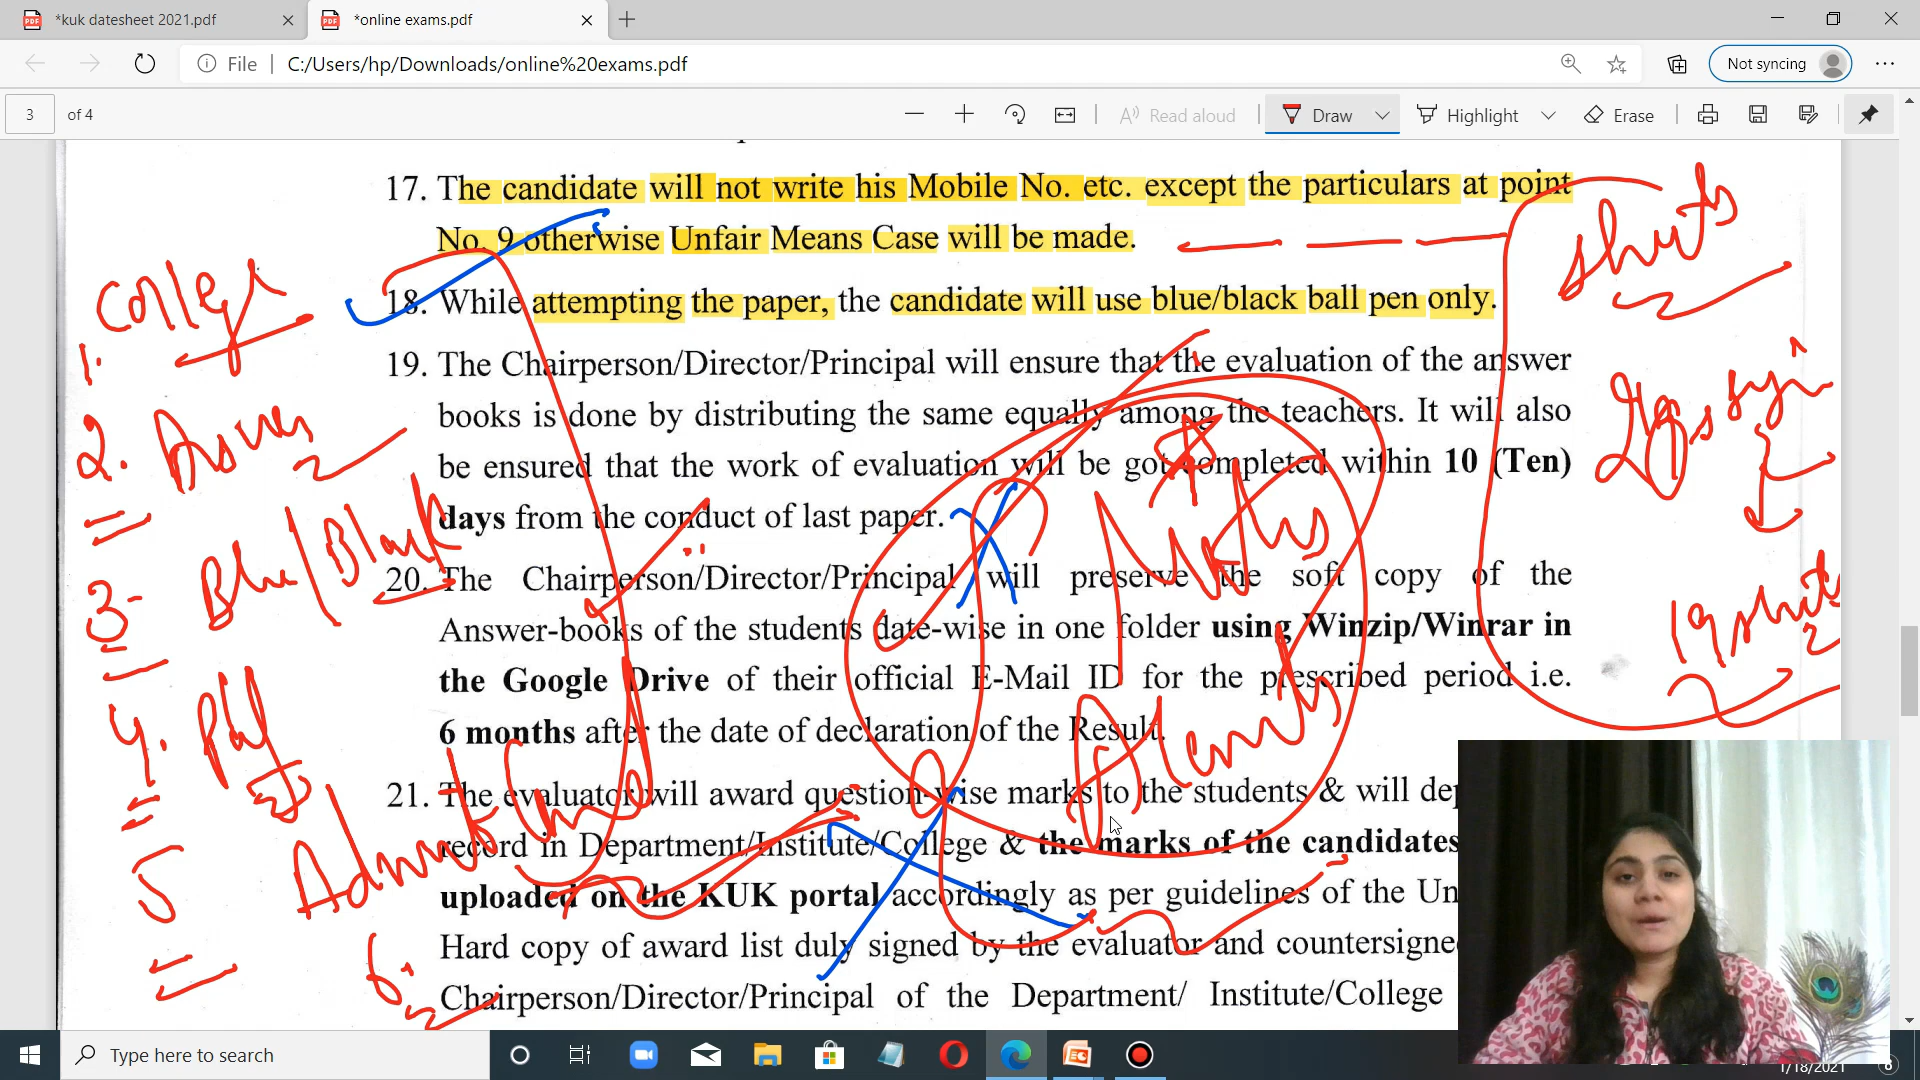 *kuk datesheet 2021.pdf
*online exams.pdf
File
C:/Users/hp/Downloads/online%20exams.pdf
Not syncing
3 of 4
Read aloud
Draw
Highlight
Erase
17. The candidate will not write his Mobile No. etc. except the particulars at point
No. 9 otherwise Unfair Means Case will be made.
18. While attempting the paper, the candidate will use blue/black ball pen only.
19. The Chairperson/Director/Principal will ensure that the evaluation of the answer
books is done by distributing the same equally among the teachers. It will also
be ensured that the work of evaluation will be got completed within 10 (Ten)
days from the conduct of last paper.
20. The Chairperson/Director/Principal will preserve the soft copy of the
Answer-books of the students date-wise in one folder using Winzip/Winrar in
the Google Drive of their official E-Mail ID for the prescribed period i.e.
6 months after the date of declaration of the Result.
21. The evaluator will award question-wise marks to the students & will
record in Department/Institute/College & the marks of the candidates
uploaded on the KUK portal accordingly as per guidelines of the
Hard copy of award list duly signed by the evaluator and
Chairperson/Director/Principal of the Department/ Institute/College
College
1.
2.
3- Blue/Black
4. Pdf
5 Admit Card
6.
Maths
sheets
Type here to search
1/18/2021